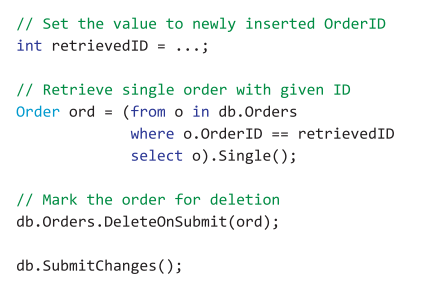 // Set the value to newly inserted OrderID
int retrievedID = ...;
// Retrieve single order with given ID
Order ord = (from o in db.Orders
             where o.OrderID == retrievedID
             select o).Single();
// Mark the order for deletion
db.Orders.DeleteOnSubmit(ord);
db.SubmitChanges();